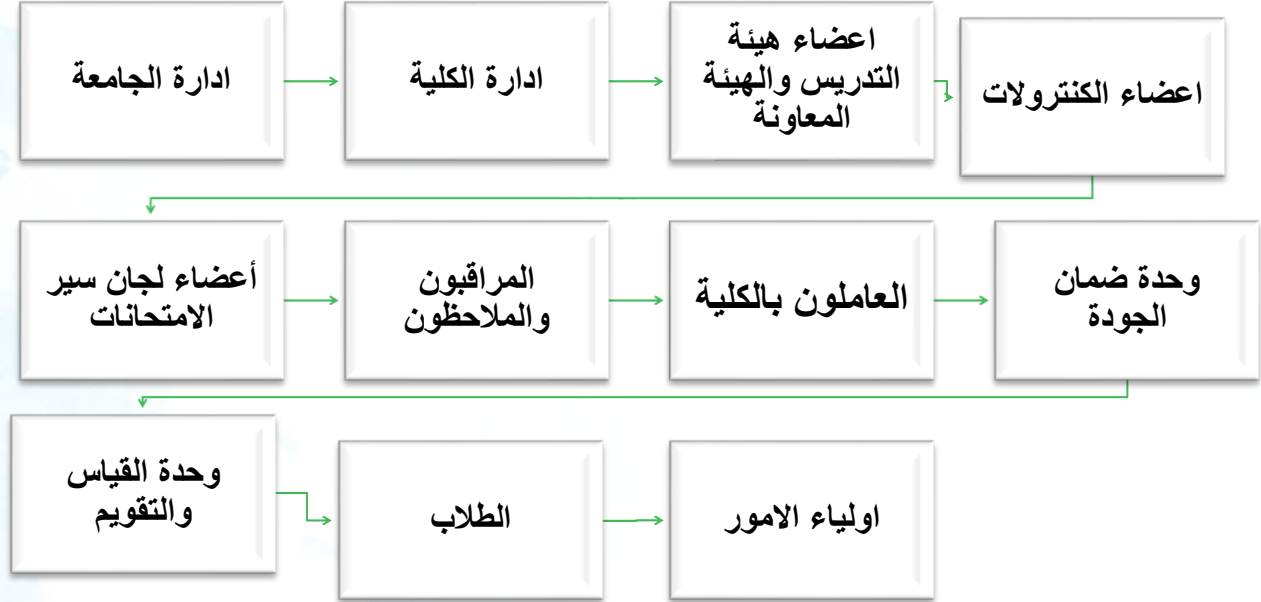 ادارة الجامعة
ادارة الكلية
اعضاء هيئة
التدريس والهيئة
المعاونة
اعضاء الكنترولات
أعضاء لجان سير
الامتحانات
المراقبون
والملاحظون
العاملون بالكلية
وحدة ضمان
الجودة
وحدة القياس
والتقويم
الطلاب
اولياء الامور